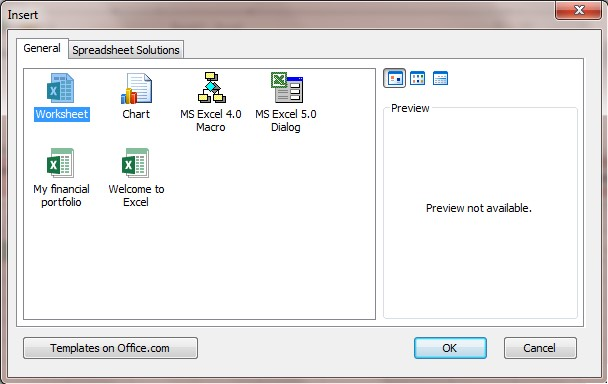 Insert
General
Spreadsheet Solutions
Worksheet
Chart
MS Excel 4.0
Macro
MS Excel 5.0
Dialog
My financial
portfolio
Welcome to
Excel
Preview
Preview not available.
Templates on Office.com
OK
Cancel